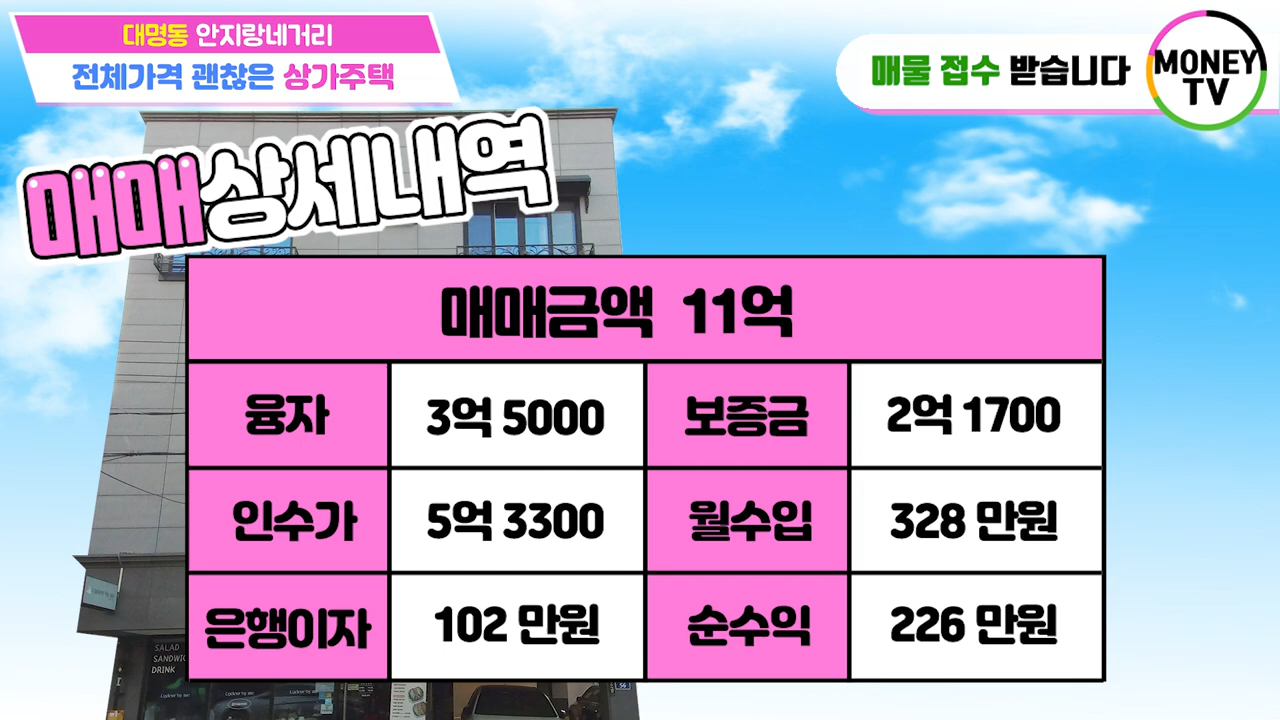 대명동 안지랑네거리
전체가격 괜찮은 상가주택
매물 접수 받습니다
MONEY
TV
매매상세내역
매매금액 11억
융자 3억 5000 보증금 2억 1700
인수가 5억 3300 월수입 328 만원
은행이자 102 만원 순수익 226 만원
SALAD
SANDWIC
DRINK
56